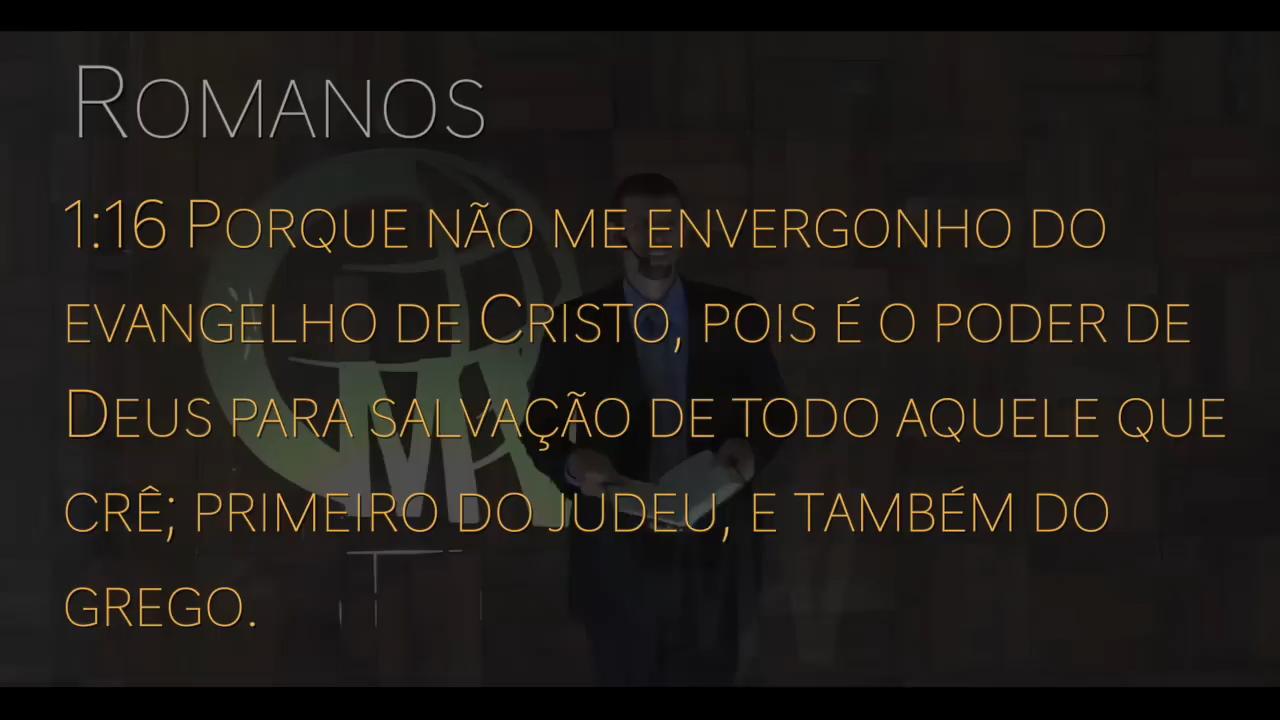 Romanos
1:16 Porque não me envergonho do
evangelho de Cristo, pois é o poder de
Deus para salvação de todo aquele que
crê; primeiro do judeu, e também do
grego.